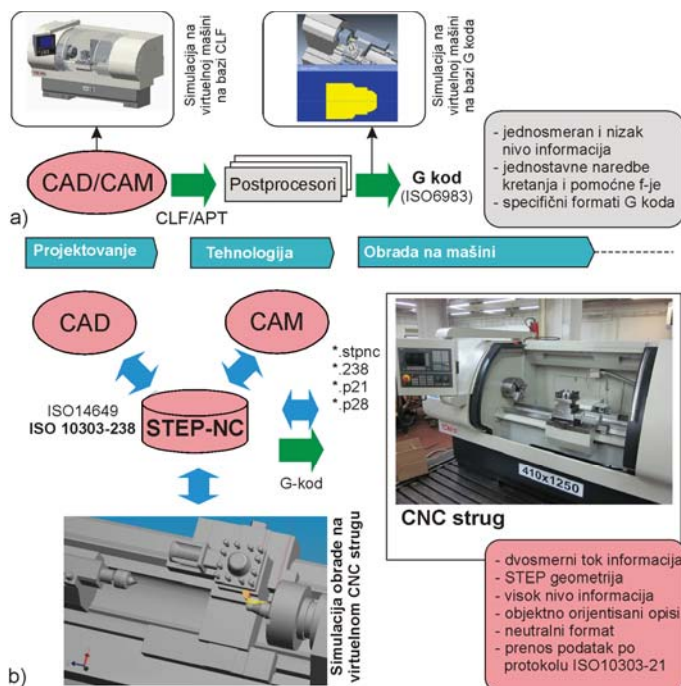 Simulacija na
virtuelnoj mašini
na bazi CLF
Simulacija na
virtuelnoj mašini
na bazi G koda
CAD/CAM
CLF/APT
Postprocesori
G kod
(ISO6983)
- jednosmeran i nizak
nivo informacija
- jednostavne naredbe
kretanja i pomoćne f-je
- specifični formati G koda
a)
Projektovanje
Tehnologija
Obrada na mašini
CAD
CAM
*.stpnc
*.238
*.p21
*.p28
ISO14649
ISO 10303-238
STEP-NC
G-kod
410x1250
CNC strug
Simulacija obrade na
virtuelnom CNC strugu
- dvosmerni tok informacija
- STEP geometrija
- visok nivo informacija
- objektno orijentisani opisi
- neutralni format
- prenos podatak po
protokolu ISO10303-21
b)